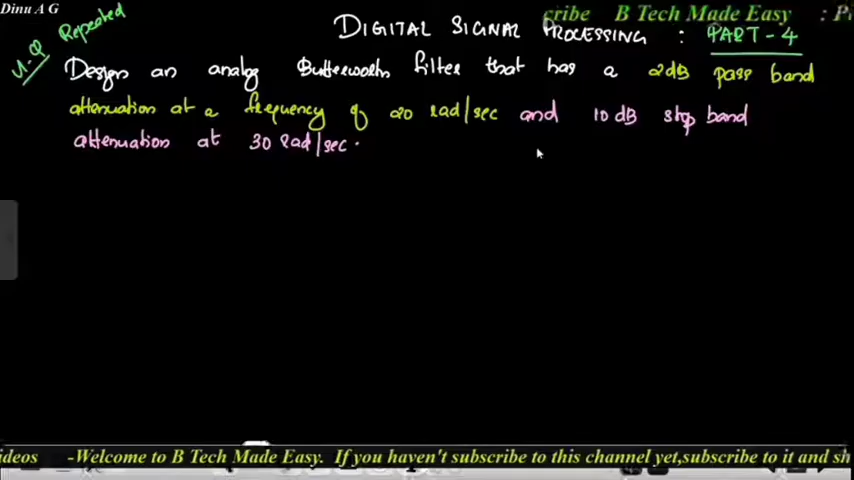 Dinu A G
cribe B Tech Made Easy : P
U.Q Repeated
DIGITAL SIGNAL PROCESSING : PART-4
Design an analog Butterworth filter that has a 2dB pass band
attenuation at a frequency of 20 rad/sec and 10 dB stop band
attenuation at 30 rad/sec.
ideos -Welcome to B Tech Made Easy. If you haven't subscribe to this channel yet,subscribe to it and sh